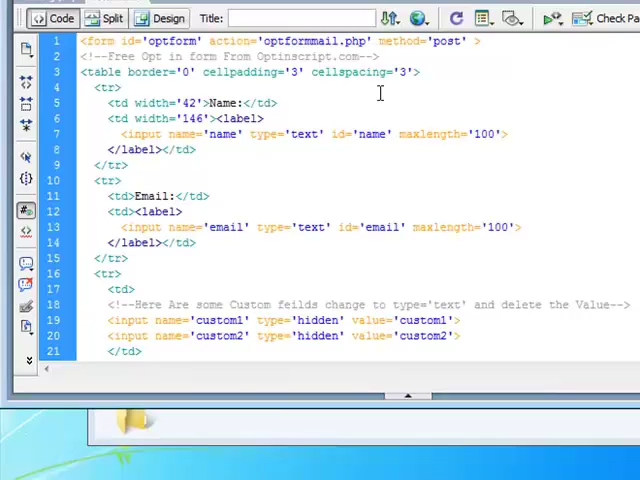 Code Split Design Title: Check Pa
1 <form id='optform' action='optformmail.php' method='post' >
2 <!--Free Opt in form From Optinscript.com-->
3 <table border='0' cellpadding='3' cellspacing='3'>
4 <tr>
5 <td width='42'>Name:</td>
6 <td width='146'><label>
7 <input name='name' type='text' id='name' maxlength='100'>
8 </label></td>
9 </tr>
10 <tr>
11 <td>Email:</td>
12 <td><label>
13 <input name='email' type='text' id='email' maxlength='100'>
14 </label></td>
15 </tr>
16 <tr>
17 <td>
18 <!--Here Are some Custom feilds change to type='text' and delete the Value-->
19 <input name='custom1' type='hidden' value='custom1'>
20 <input name='custom2' type='hidden' value='custom2'>
21 </td>